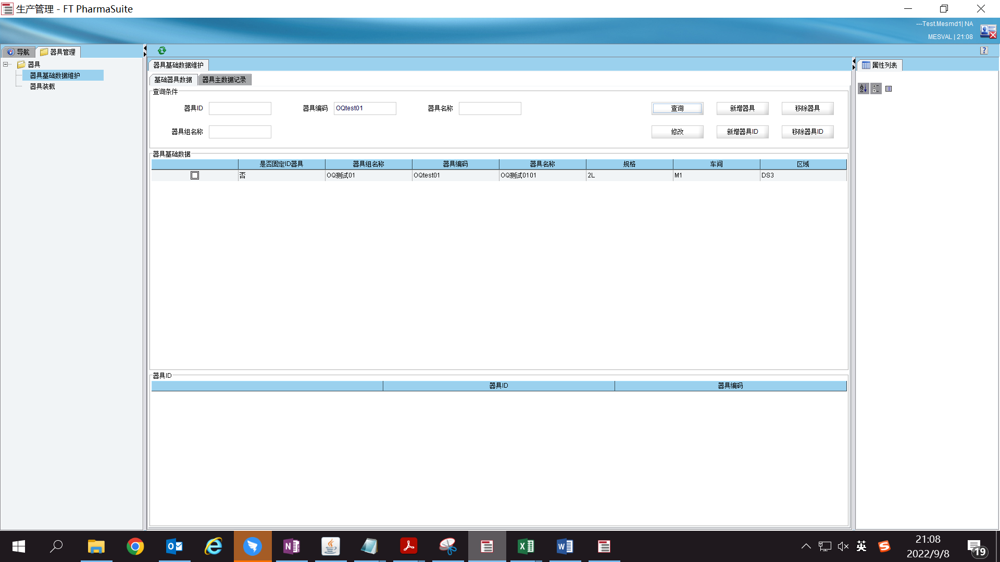 生产管理 - FT PharmaSuite
---Test.Mesmd1| NA
MESVAL | 21:08
导航
器具管理
器具
器具基础数据维护
器具装载
器具基础数据维护
基础器具数据
器具主数据记录
查询条件
器具ID
器具编码 OQtest01
器具名称
查询
新增器具
移除器具
器具组名称
修改
新增器具ID
移除器具ID
器具基础数据
是否固定ID器具 器具组名称 器具编码 器具名称 规格 车间 区域
否 OQ测试01 OQtest01 OQ测试0101 2L M1 DS3
器具ID
器具ID 器具编码
属性列表
英
21:08
2022/9/8
19